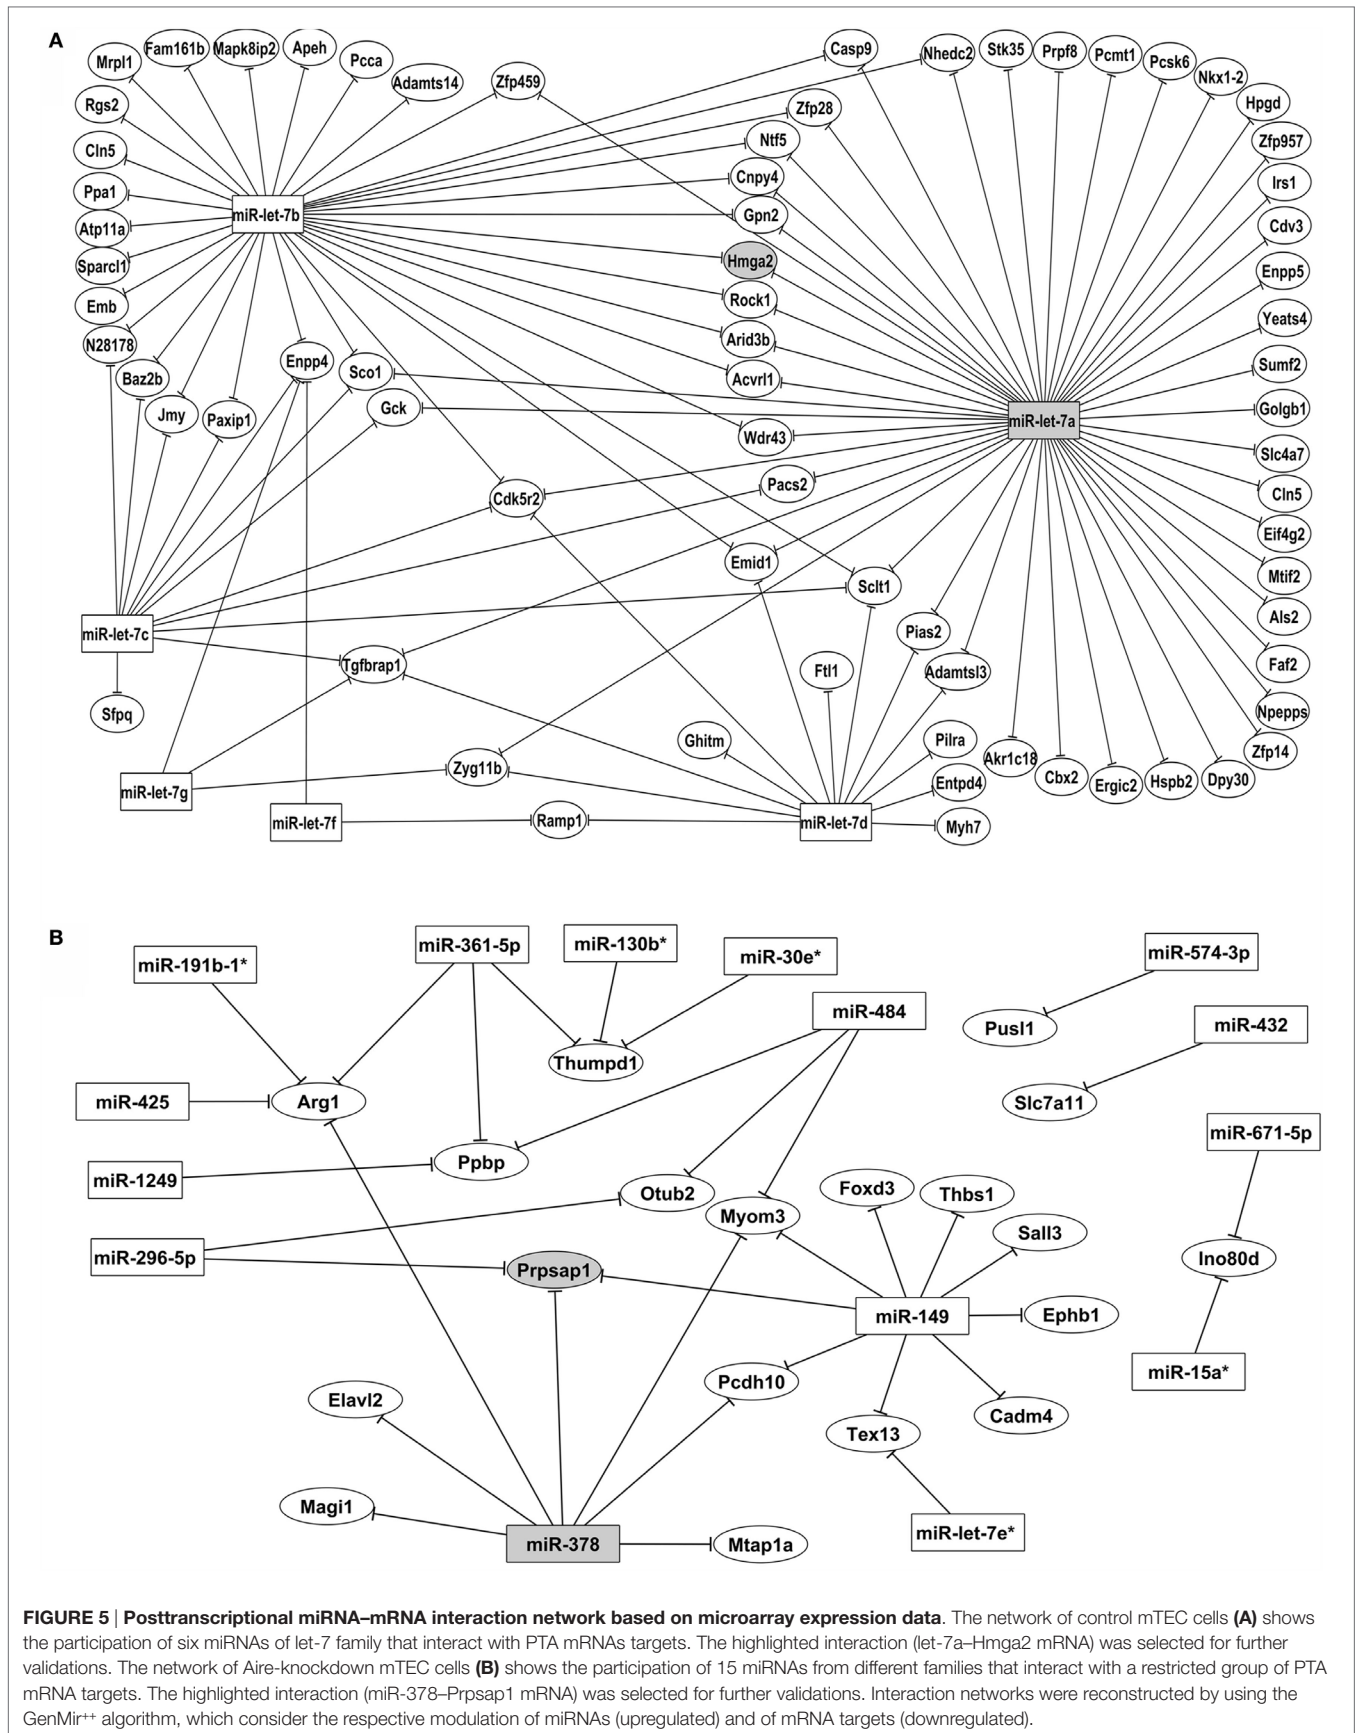 A
Mrpl1
Fam161b
Mapk8ip2
Apeh
Pcca
Adamts14
Zfp459
Casp9
Nhedc2
Stk35
Prpf8
Pcmt1
Pcsk6
Nkx1-2
Hpgd
Rgs2
Zfp28
Ntf5
Zfp957
Cln5
Cnpy4
Irs1
Ppa1
miR-let-7b
Gpn2
Cdv3
Atp11a
Sparcl1
Hmga2
Enpp5
Emb
Rock1
Yeats4
N28178
Enpp4
Sco1
Arid3b
Sumf2
Baz2b
Acvrl1
Jmy
Paxip1
Gck
miR-let-7a
Golgb1
Wdr43
Slc4a7
Cdk5r2
Pacs2
Cln5
Eif4g2
Emid1
Sclt1
Mtif2
Als2
miR-let-7c
Pias2
Tgfbrap1
Ftl1
Adamtsl3
Faf2
Sfpq
Npepps
Ghitm
Pilra
Zfp14
Akr1c18
Cbx2
Ergic2
Hspb2
Dpy30
Zyg11b
Entpd4
miR-let-7g
miR-let-7f
Ramp1
miR-let-7d
Myh7
B
miR-191b-1*
miR-361-5p
miR-130b*
miR-30e*
miR-574-3p
miR-484
Pusl1
miR-432
Thumpd1
miR-425
Arg1
Slc7a11
miR-671-5p
miR-1249
Ppbp
Otub2
Myom3
Foxd3
Thbs1
Sall3
miR-296-5p
Prpsap1
Ino80d
miR-149
Ephb1
Pcdh10
miR-15a*
Elavl2
Cadm4
Tex13
Magi1
miR-378
Mtap1a
miR-let-7e*
FIGURE 5 | Posttranscriptional miRNA–mRNA interaction network based on microarray expression data. The network of control mTEC cells (A) shows
the participation of six miRNAs of let-7 family that interact with PTA mRNAs targets. The highlighted interaction (let-7a–Hmga2 mRNA) was selected for further
validations. The network of Aire-knockdown mTEC cells (B) shows the participation of 15 miRNAs from different families that interact with a restricted group of PTA
mRNA targets. The highlighted interaction (miR-378–Prpsap1 mRNA) was selected for further validations. Interaction networks were reconstructed by using the
GenMir++ algorithm, which consider the respective modulation of miRNAs (upregulated) and of mRNA targets (downregulated).